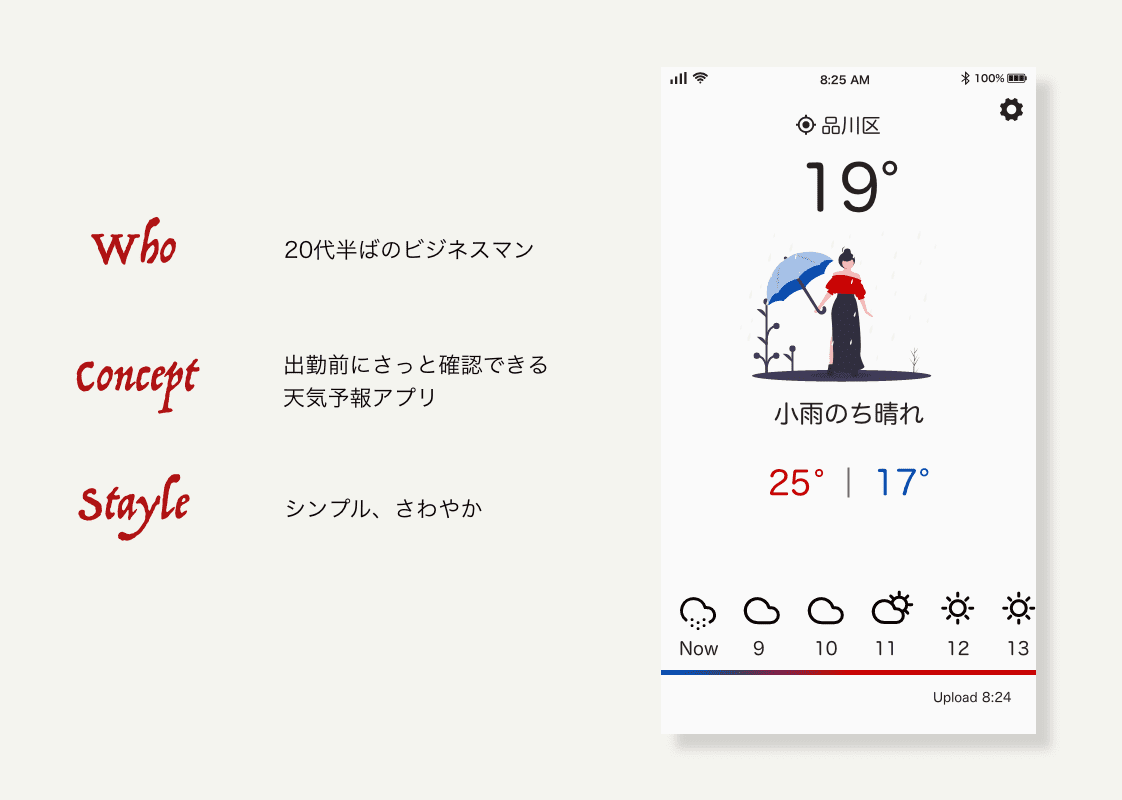 Who
20代半ばのビジネスマン
Concept
出勤前にさっと確認できる
天気予報アプリ
Stayle
シンプル、さわやか
8:25 AM
100%
品川区
19°
小雨のち晴れ
25° | 17°
Now 9 10 11 12 13
Upload 8:24